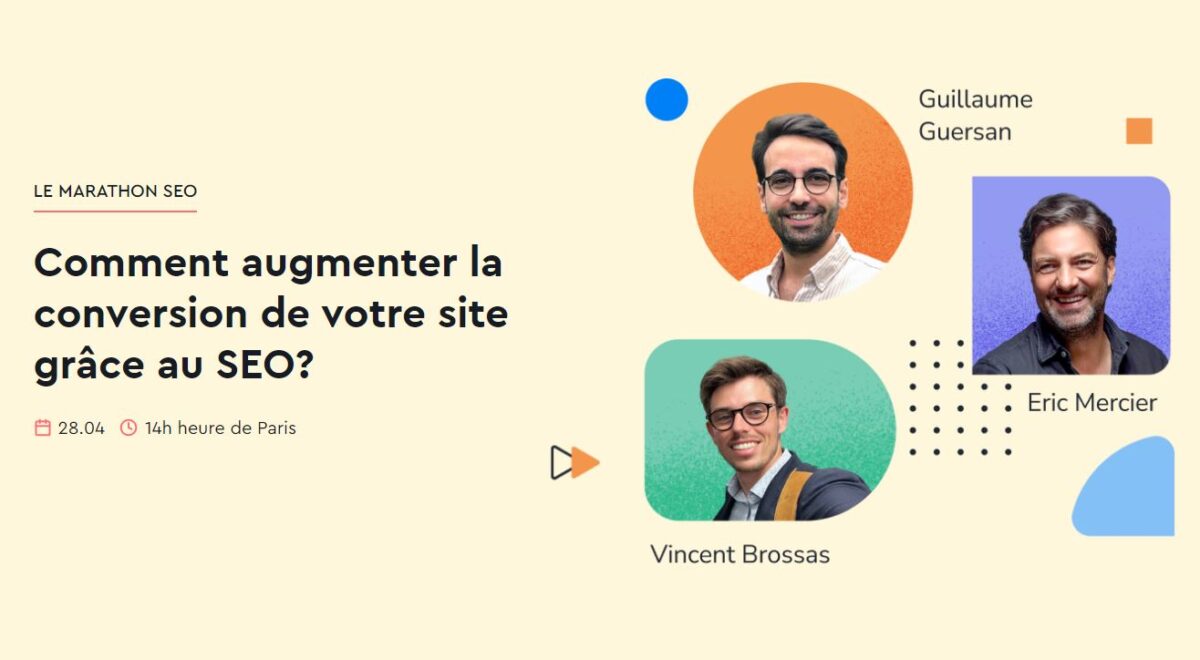 LE MARATHON SEO
Comment augmenter la
conversion de votre site
grâce au SEO?
28.04 14h heure de Paris
Guillaume
Guersan
Eric Mercier
Vincent Brossas